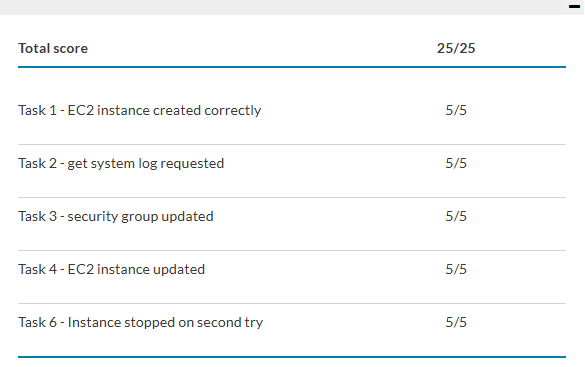 Total score 25/25
Task 1 - EC2 instance created correctly 5/5
Task 2 - get system log requested 5/5
Task 3 - security group updated 5/5
Task 4 - EC2 instance updated 5/5
Task 6 - Instance stopped on second try 5/5